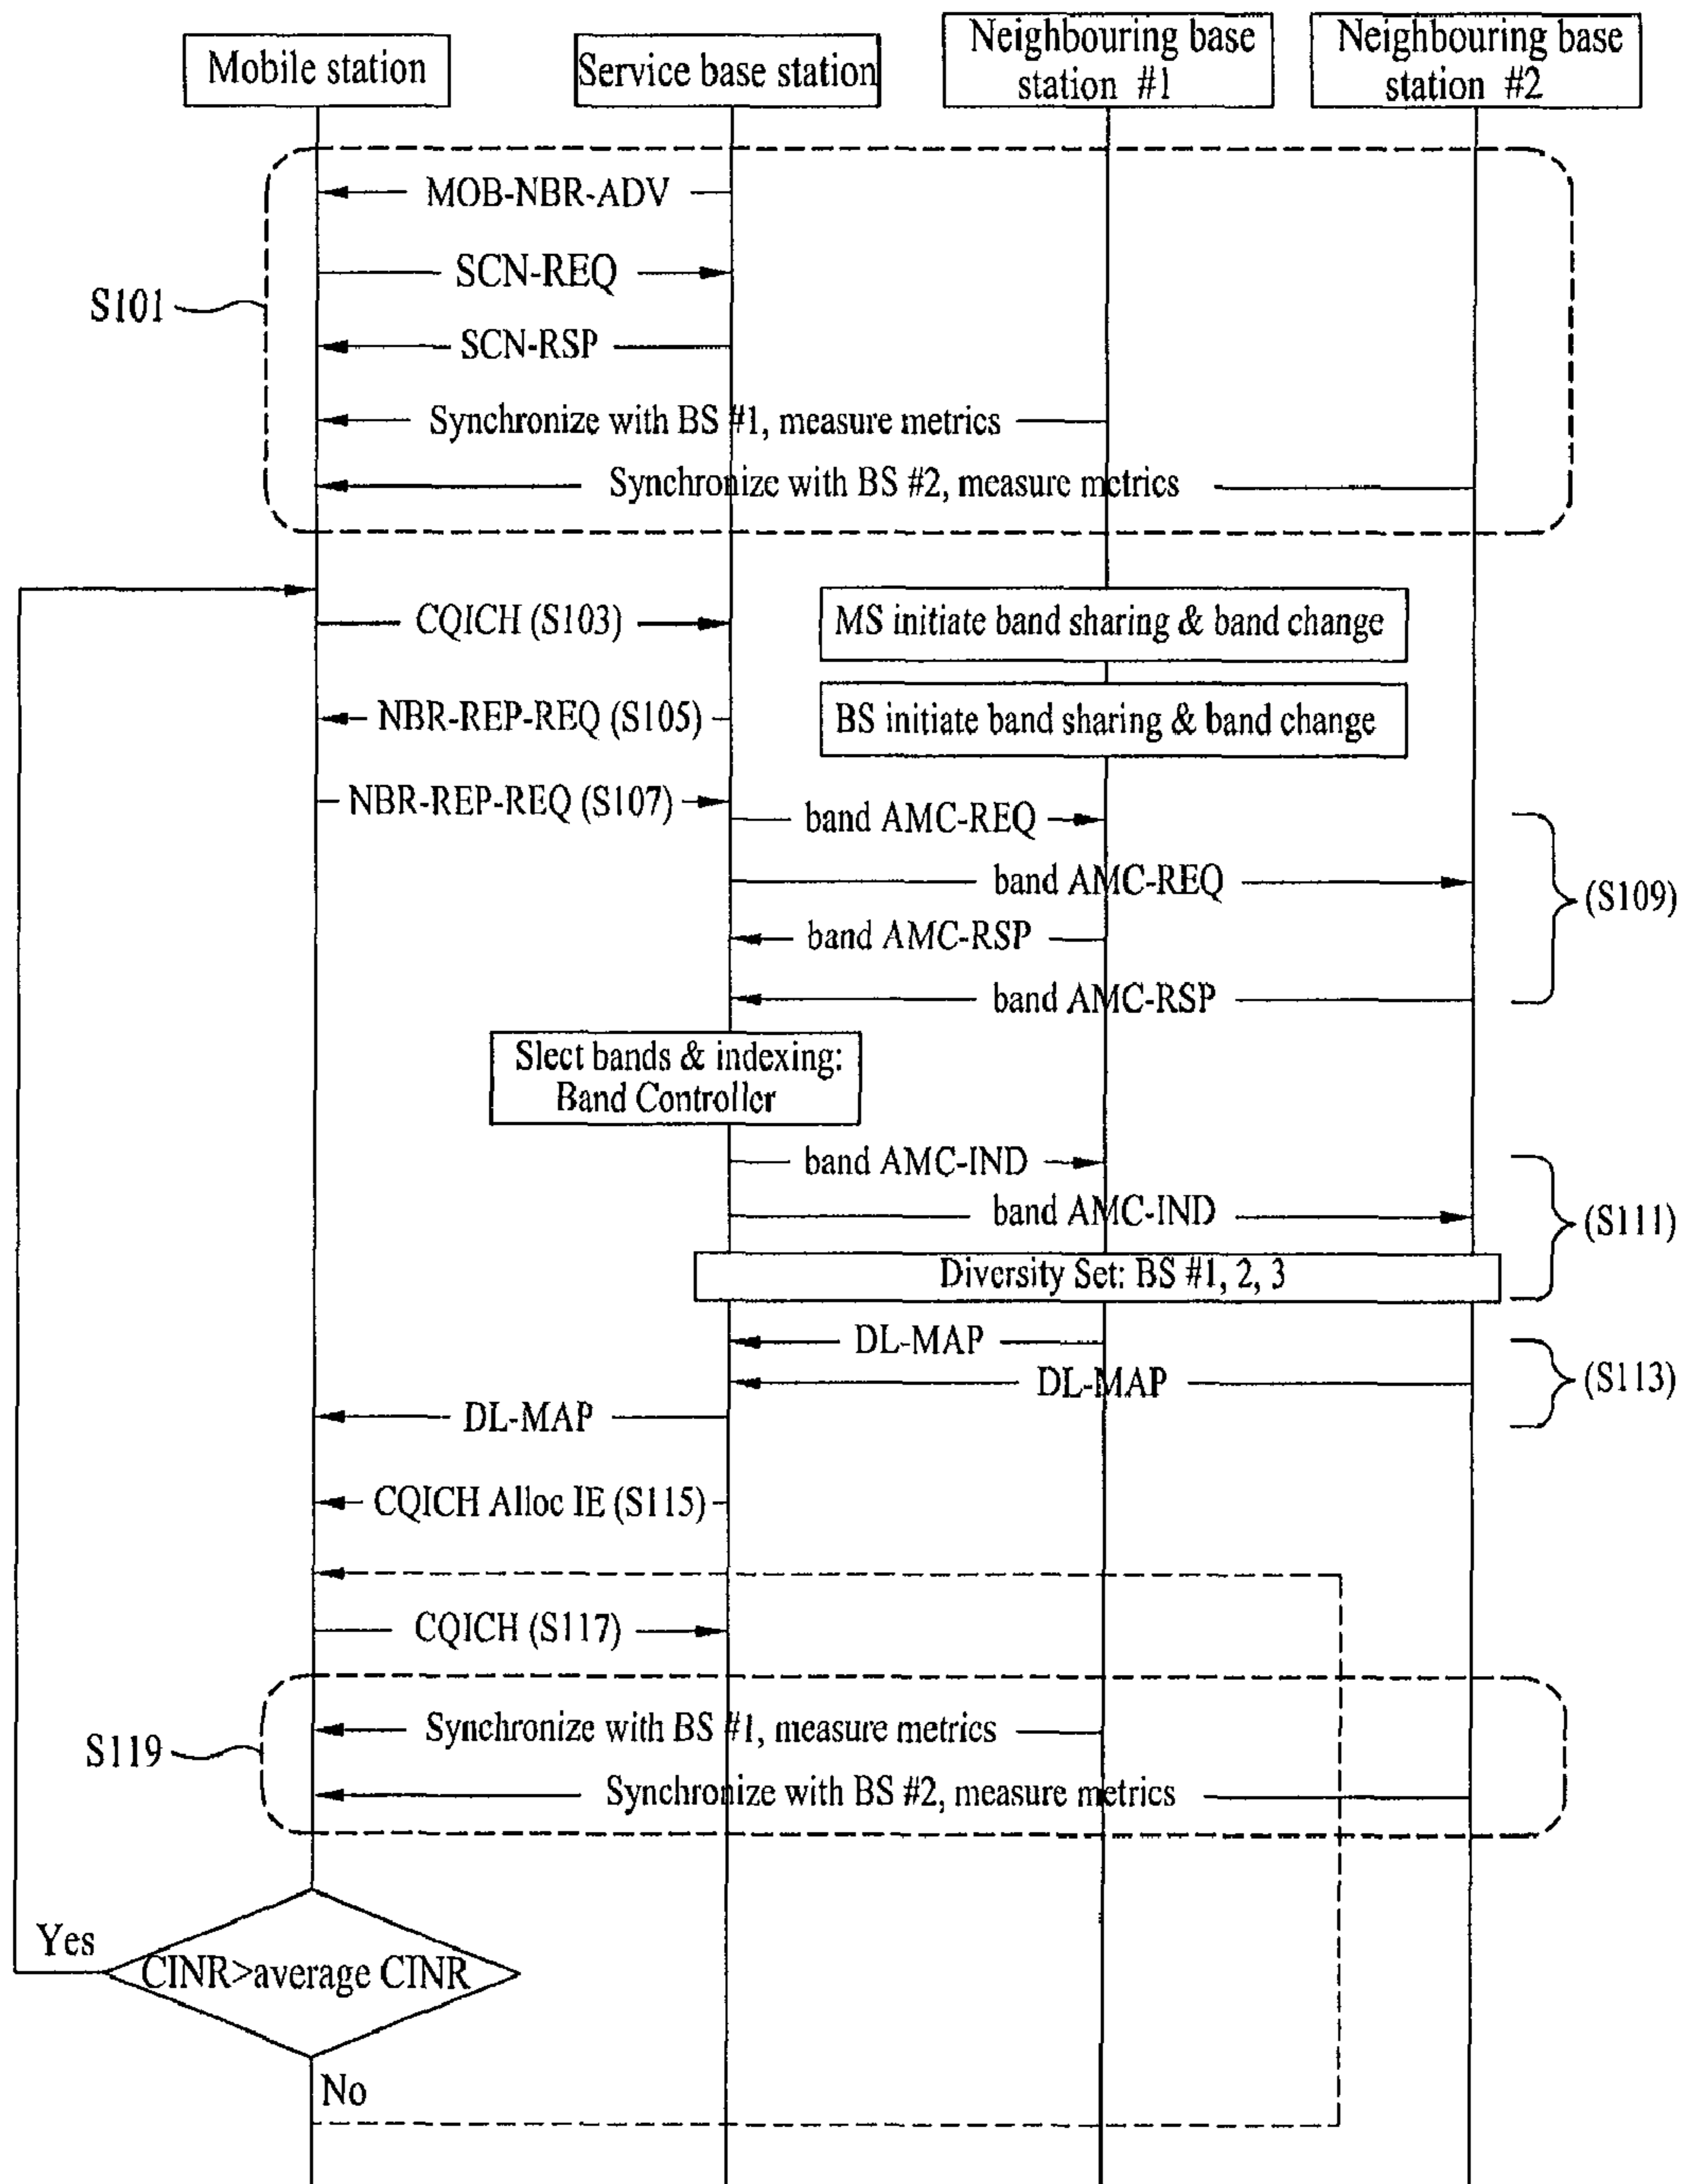 Mobile station
Service base station
Neighbouring base
station #1
Neighbouring base
station #2
MOB-NBR-ADV
SCN-REQ
S101
SCN-RSP
Synchronize with BS #1, measure metrics
Synchronize with BS #2, measure metrics
CQICH (S103)
MS initiate band sharing & band change
NBR-REP-REQ (S105)
BS initiate band sharing & band change
NBR-REP-REQ (S107)
band AMC-REQ
band AMC-REQ
(S109)
band AMC-RSP
band AMC-RSP
Slect bands & indexing:
Band Controller
band AMC-IND
band AMC-IND
(S111)
Diversity Set: BS #1, 2, 3
DL-MAP
DL-MAP
(S113)
DL-MAP
CQICH Alloc IE (S115)
CQICH (S117)
Synchronize with BS #1, measure metrics
S119
Synchronize with BS #2, measure metrics
Yes
CINR>average CINR
No